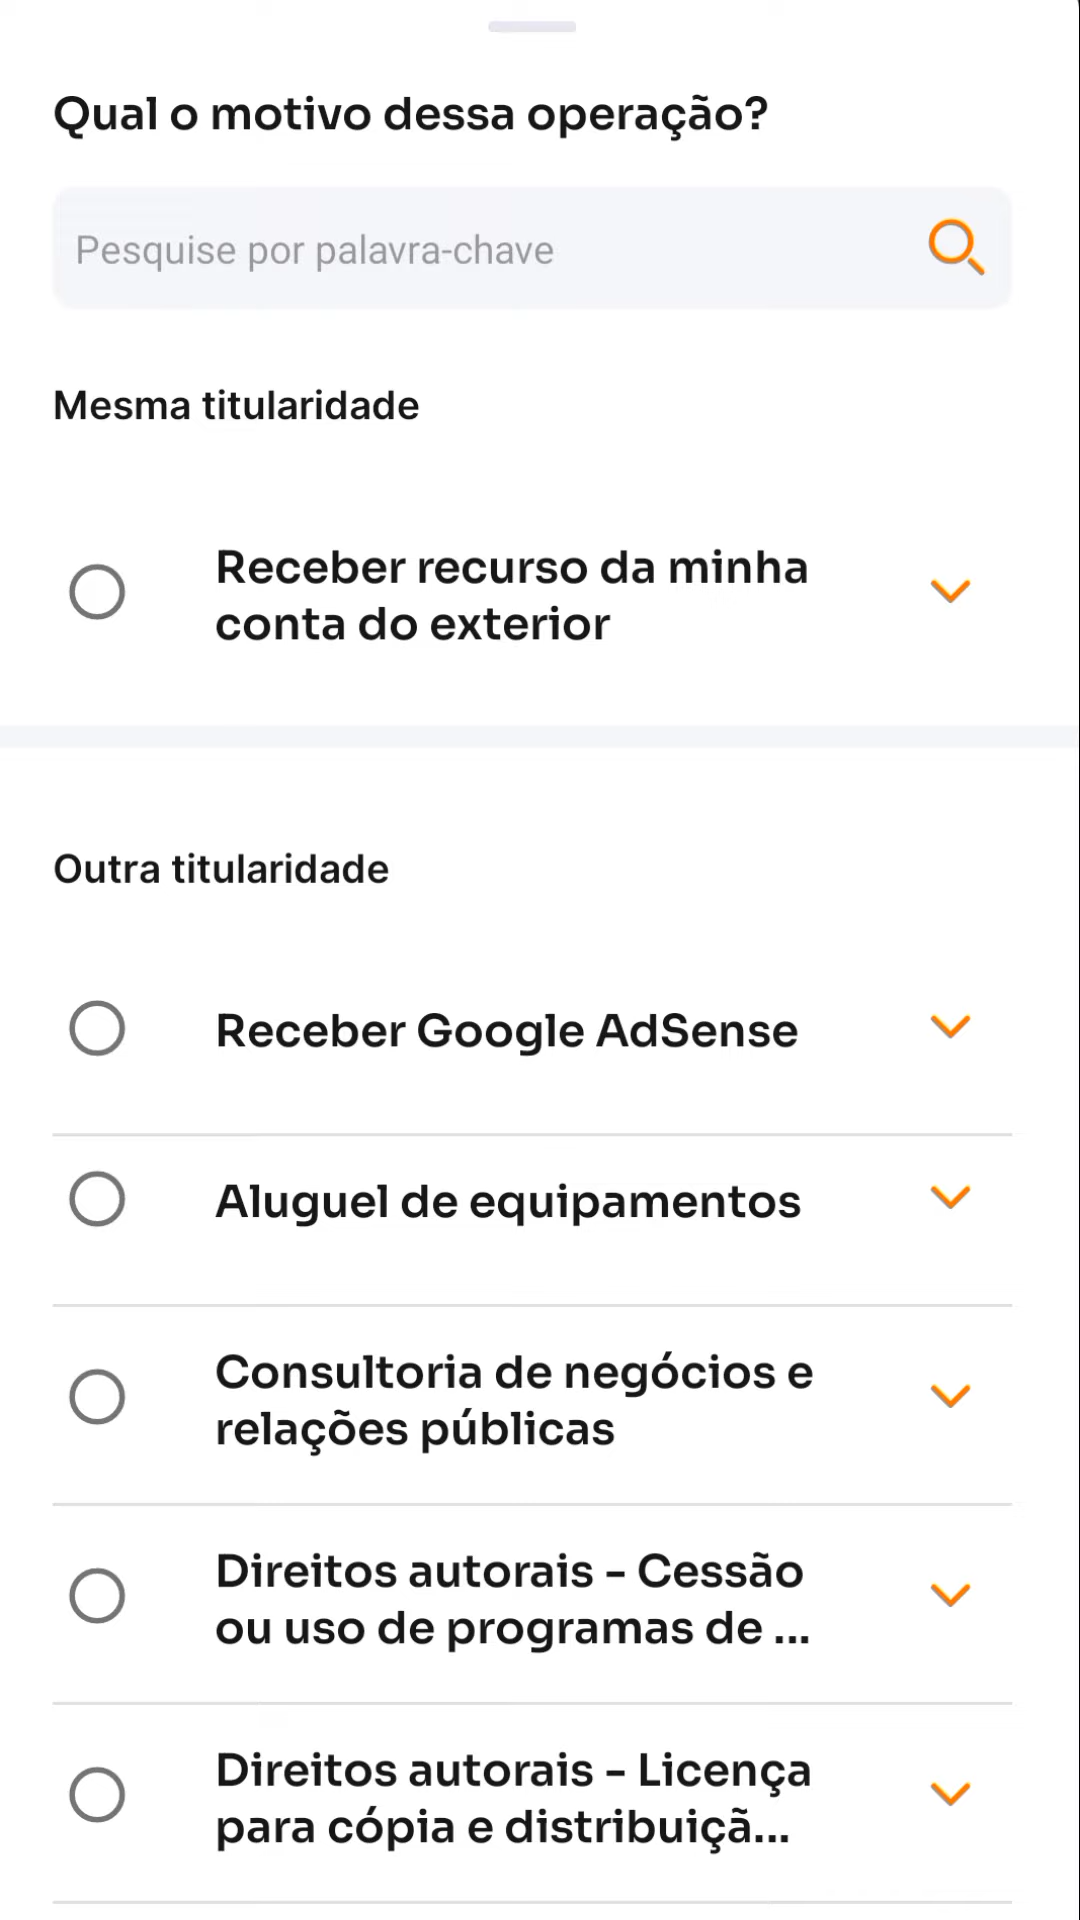 Qual o motivo dessa operação?
Pesquise por palavra-chave
Mesma titularidade
Receber recurso da minha
conta do exterior
Outra titularidade
Receber Google AdSense
Aluguel de equipamentos
Consultoria de negócios e
relações públicas
Direitos autorais - Cessão
ou uso de programas de ...
Direitos autorais - Licença
para cópia e distribuiçã...